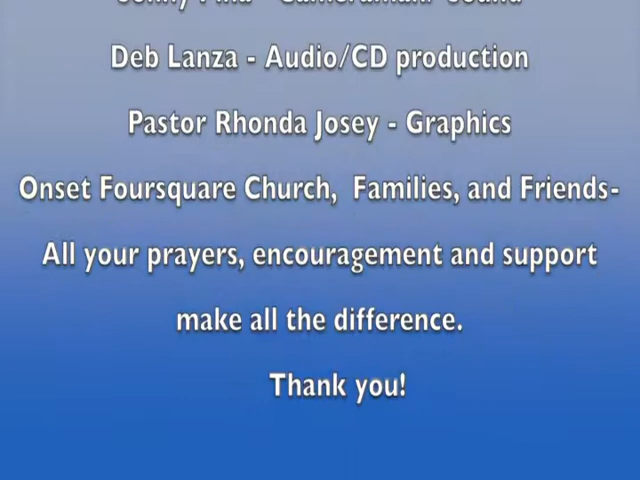 Deb Lanza - Audio/CD production
Pastor Rhonda Josey - Graphics
Onset Foursquare Church, Families, and Friends-
All your prayers, encouragement and support
make all the difference.
Thank you!